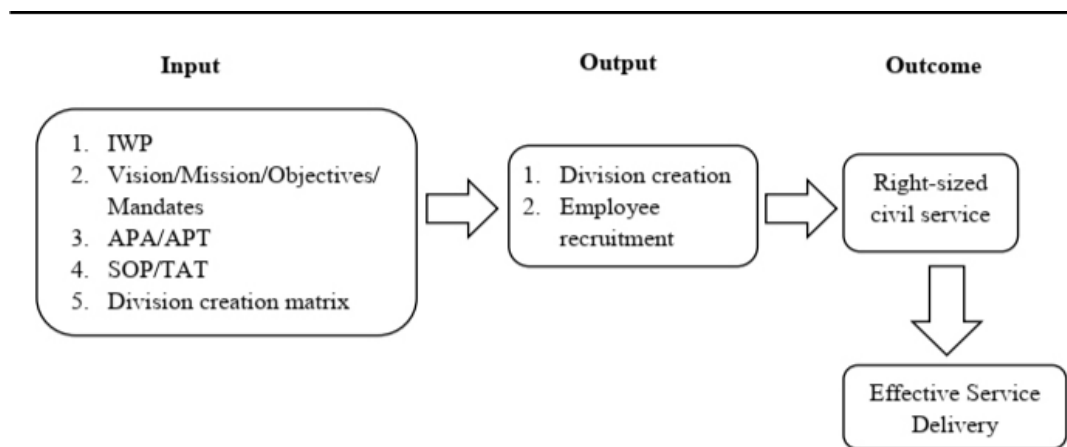 Input
Output
Outcome
1. IWP
2. Vision/Mission/Objectives/
Mandates
3. APA/APT
4. SOP/TAT
5. Division creation matrix
1. Division creation
2. Employee
recruitment
Right-sized
civil service
Effective Service
Delivery